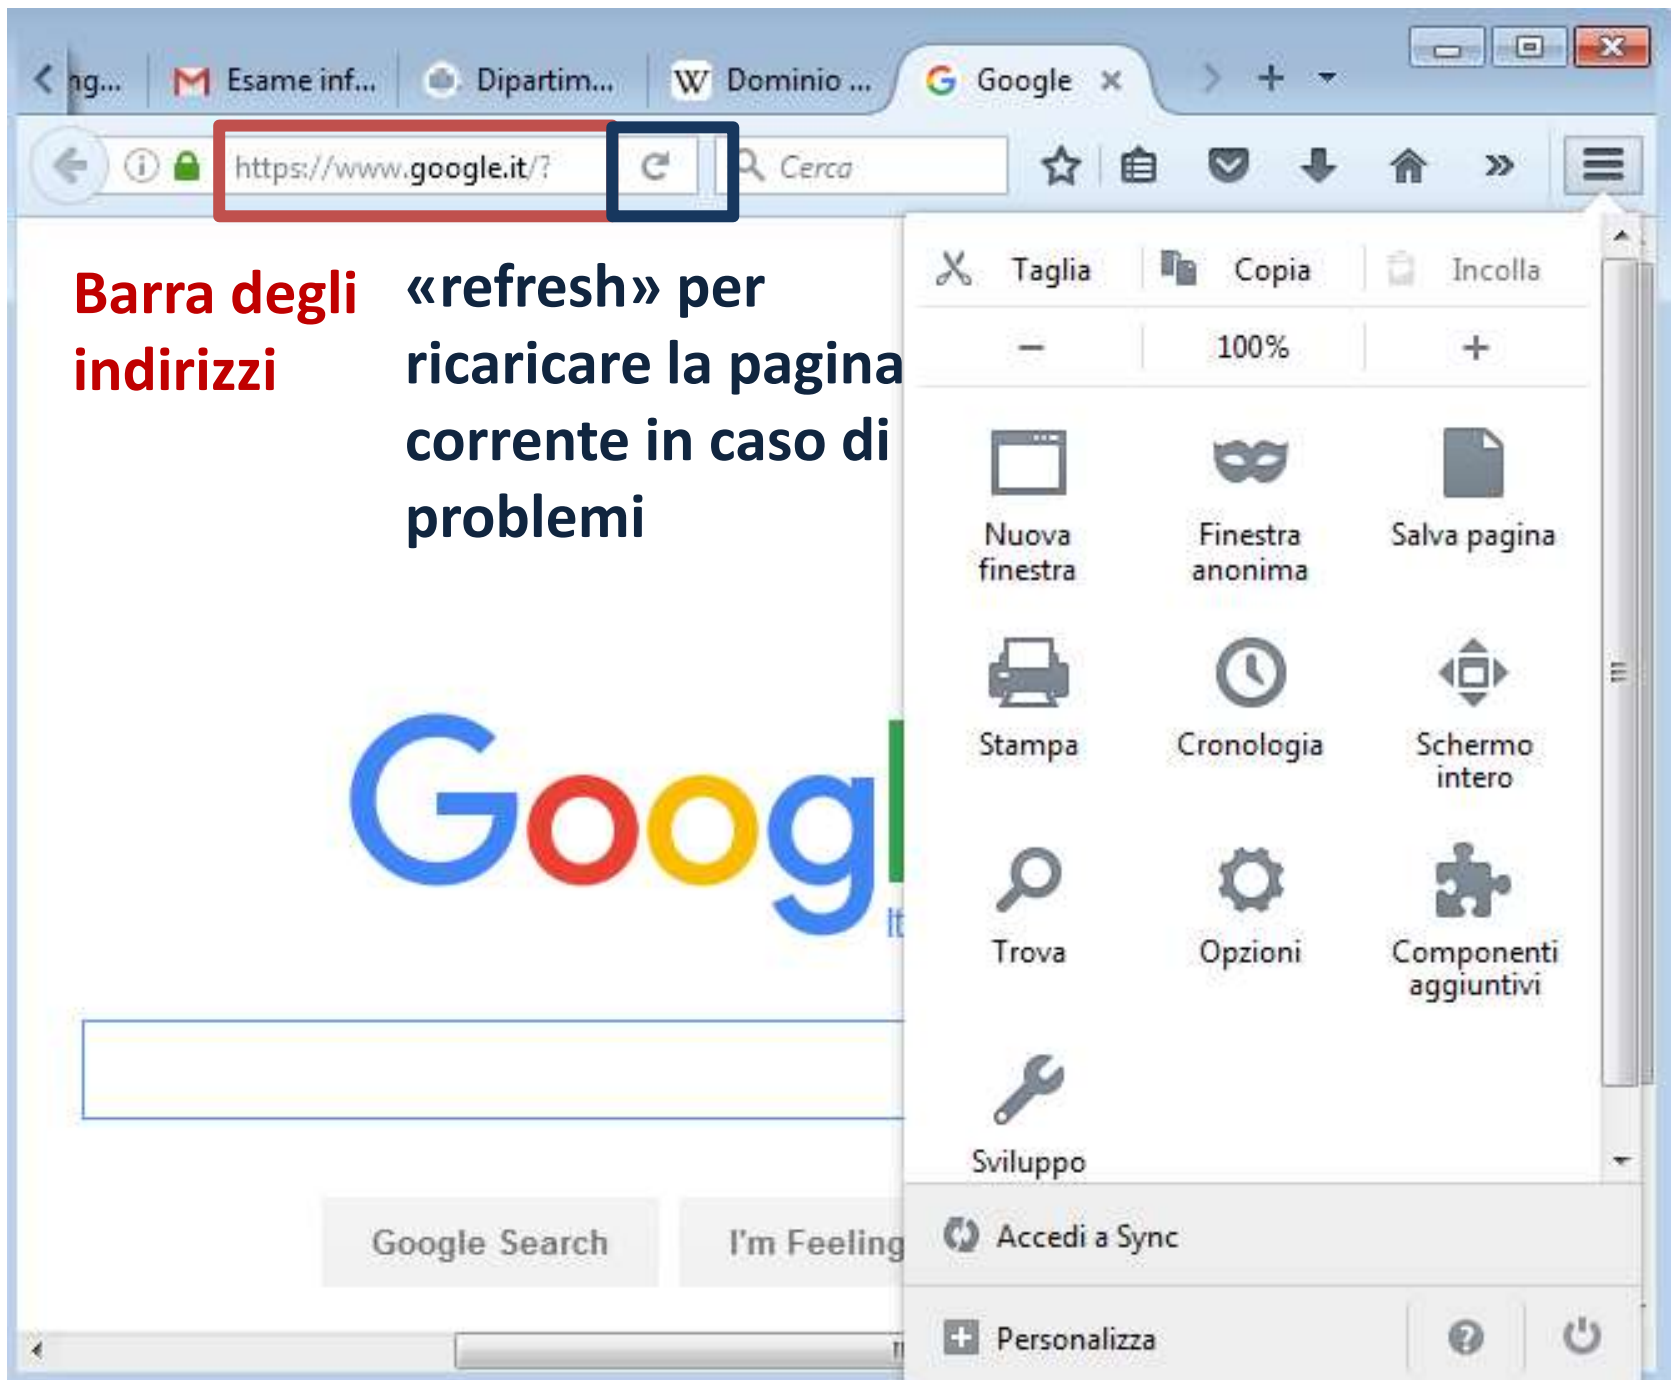 ng... Esame inf... Dipartim... W Dominio ... Google
https://www.google.it/? Cerca
Barra degli
indirizzi
«refresh» per
ricaricare la pagina
corrente in caso di
problemi
Taglia Copia Incolla
100%
Nuova
finestra
Finestra
anonima
Salva pagina
Stampa Cronologia Schermo
intero
Trova Opzioni Componenti
aggiuntivi
Sviluppo
Goog
It
Google Search I'm Feeling
Accedi a Sync
Personalizza